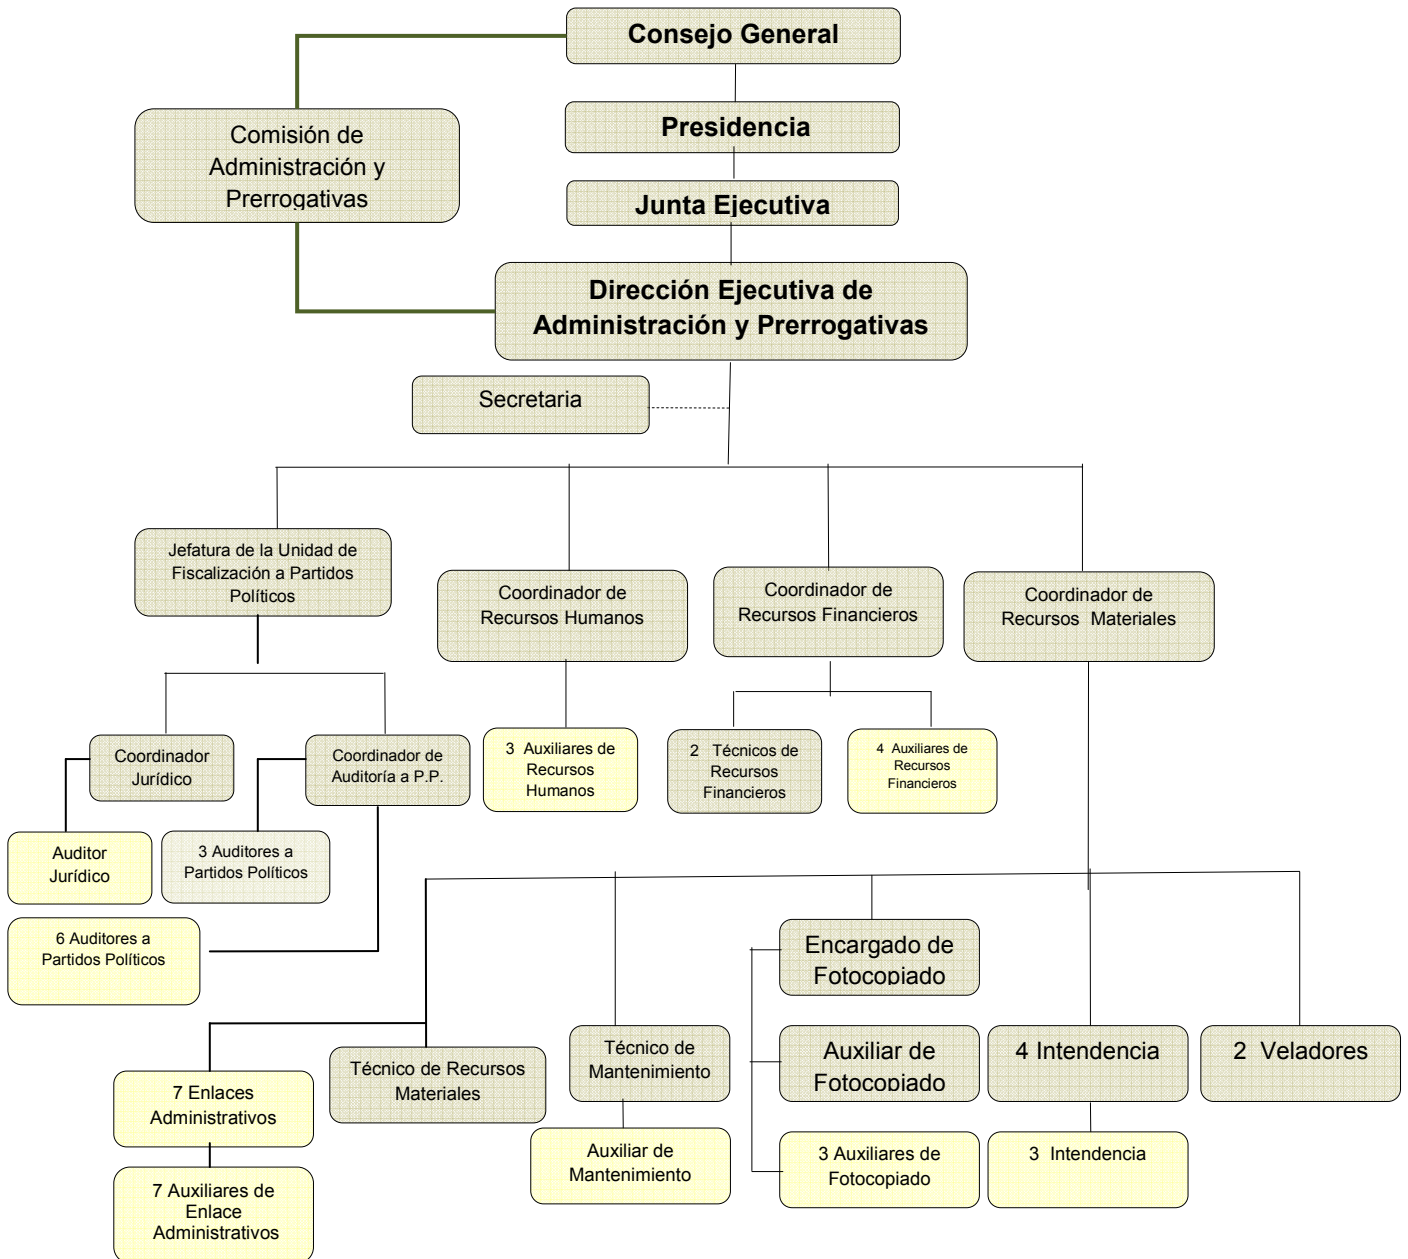 Consejo General
Comisión de
Administración y
Prerrogativas
Presidencia
Junta Ejecutiva
Dirección Ejecutiva de
Administración y Prerrogativas
Secretaria
Jefatura de la Unidad de
Fiscalización a Partidos
Políticos
Coordinador de
Recursos Humanos
Coordinador de
Recursos Financieros
Coordinador de
Recursos Materiales
Coordinador
Jurídico
Coordinador de
Auditoría a P.P.
3 Auxiliares de
Recursos
Humanos
2 Técnicos de
Recursos
Financieros
4 Auxiliares de
Recursos
Financieros
Auditor
Jurídico
3 Auditores a
Partidos Políticos
6 Auditores a
Partidos Políticos
Encargado de
Fotocopiado
Técnico de Recursos
Materiales
Técnico de
Mantenimiento
Auxiliar de
Fotocopiado
4 Intendencia
2 Veladores
7 Enlaces
Administrativos
Auxiliar de
Mantenimiento
3 Auxiliares de
Fotocopiado
3 Intendencia
7 Auxiliares de
Enlace
Administrativos